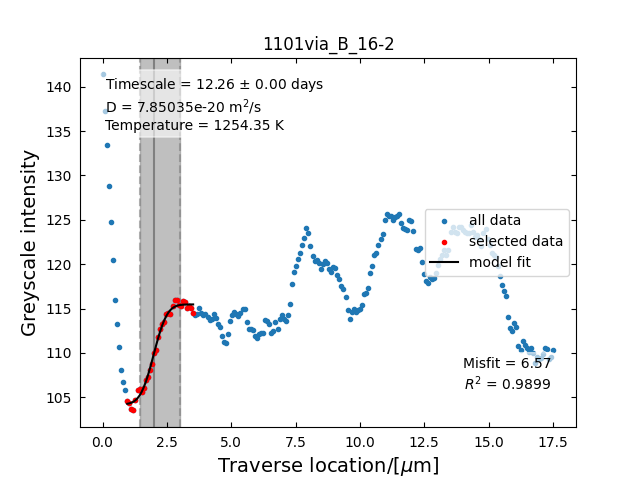 1101via_B_16-2
Timescale = 12.26 ± 0.00 days
D = 7.85035e-20 m²/s
Temperature = 1254.35 K
Greyscale intensity
140
135
130
125
120
115
110
105
all data
selected data
model fit
Misfit = 6.57
R² = 0.9899
0.0 2.5 5.0 7.5 10.0 12.5 15.0 17.5
Traverse location/[μm]